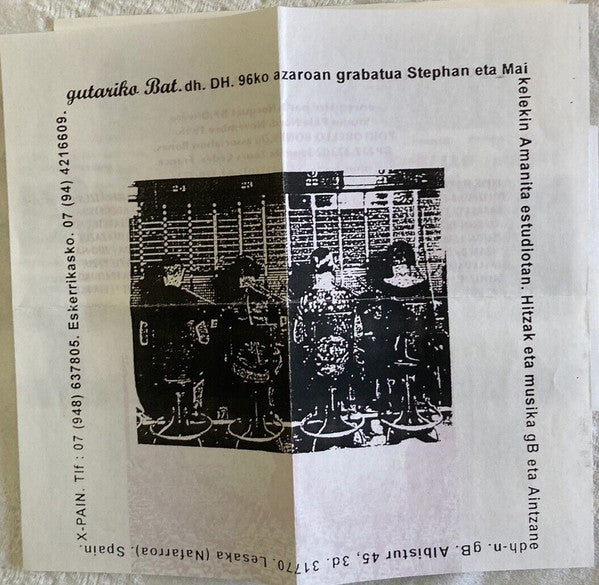 gutariko Bat. dh. DH. 96ko azaroan grabatua Stephan eta Mai
kelekin Amanita estudiotan. Hitzak eta musika gB eta Aintzane
edh-n. gB. Albistur 45, 3d. 31770. Lesaka (Nafarroa). Spain.
X-PAIN. Tlf : 07 (948) 637805. Eskerrikasko. 07 (94) 4216609.